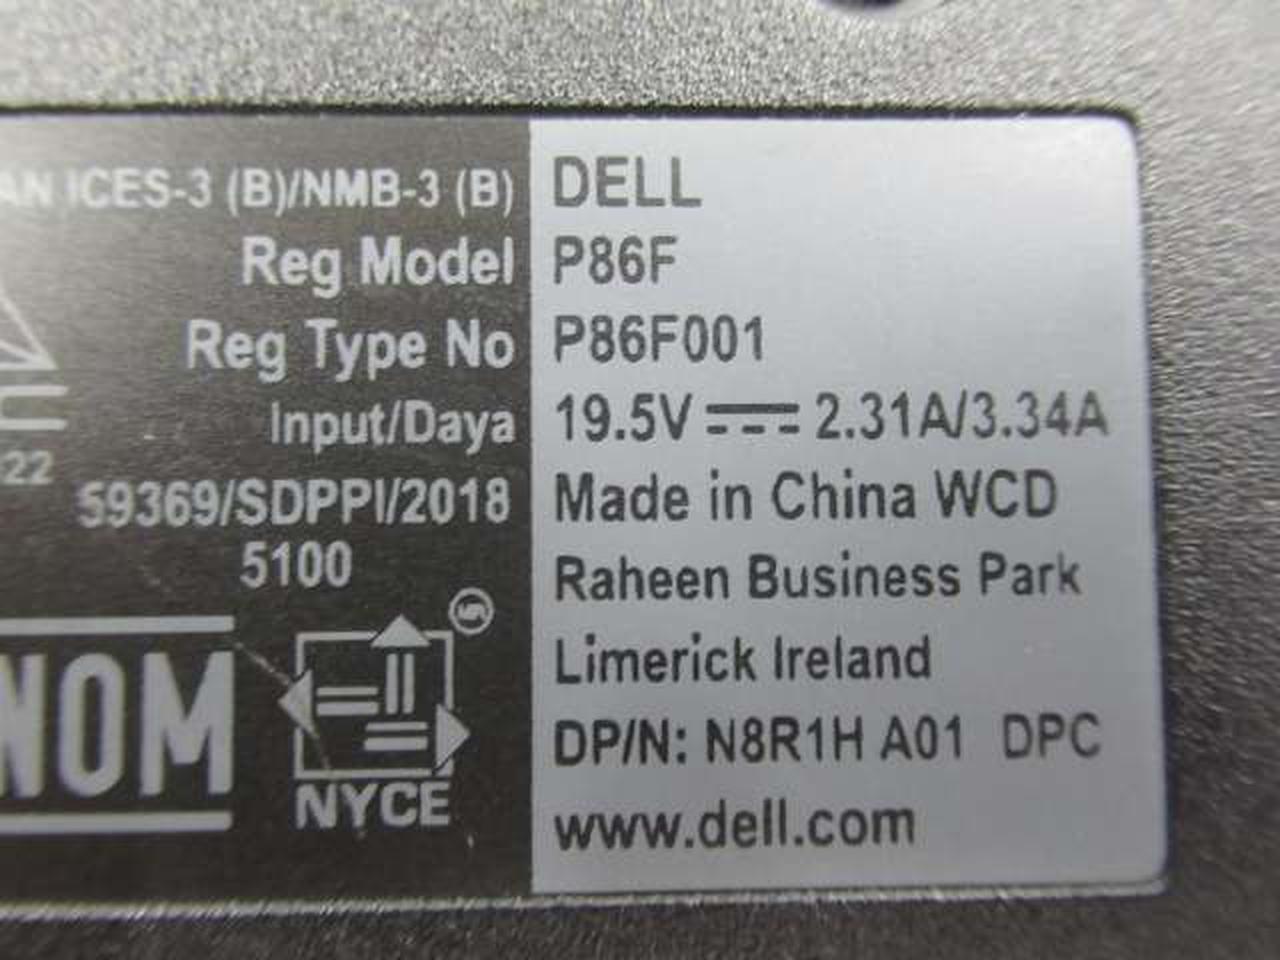 AN ICES-3 (B)/NMB-3 (B)
Reg Model
Reg Type No
Input/Daya
22
59369/SDPPI/2018
5100
NOM
NYCE
DELL
P86F
P86F001
19.5V ⎓ 2.31A/3.34A
Made in China WCD
Raheen Business Park
Limerick Ireland
DP/N: N8R1H A01 DPC
www.dell.com